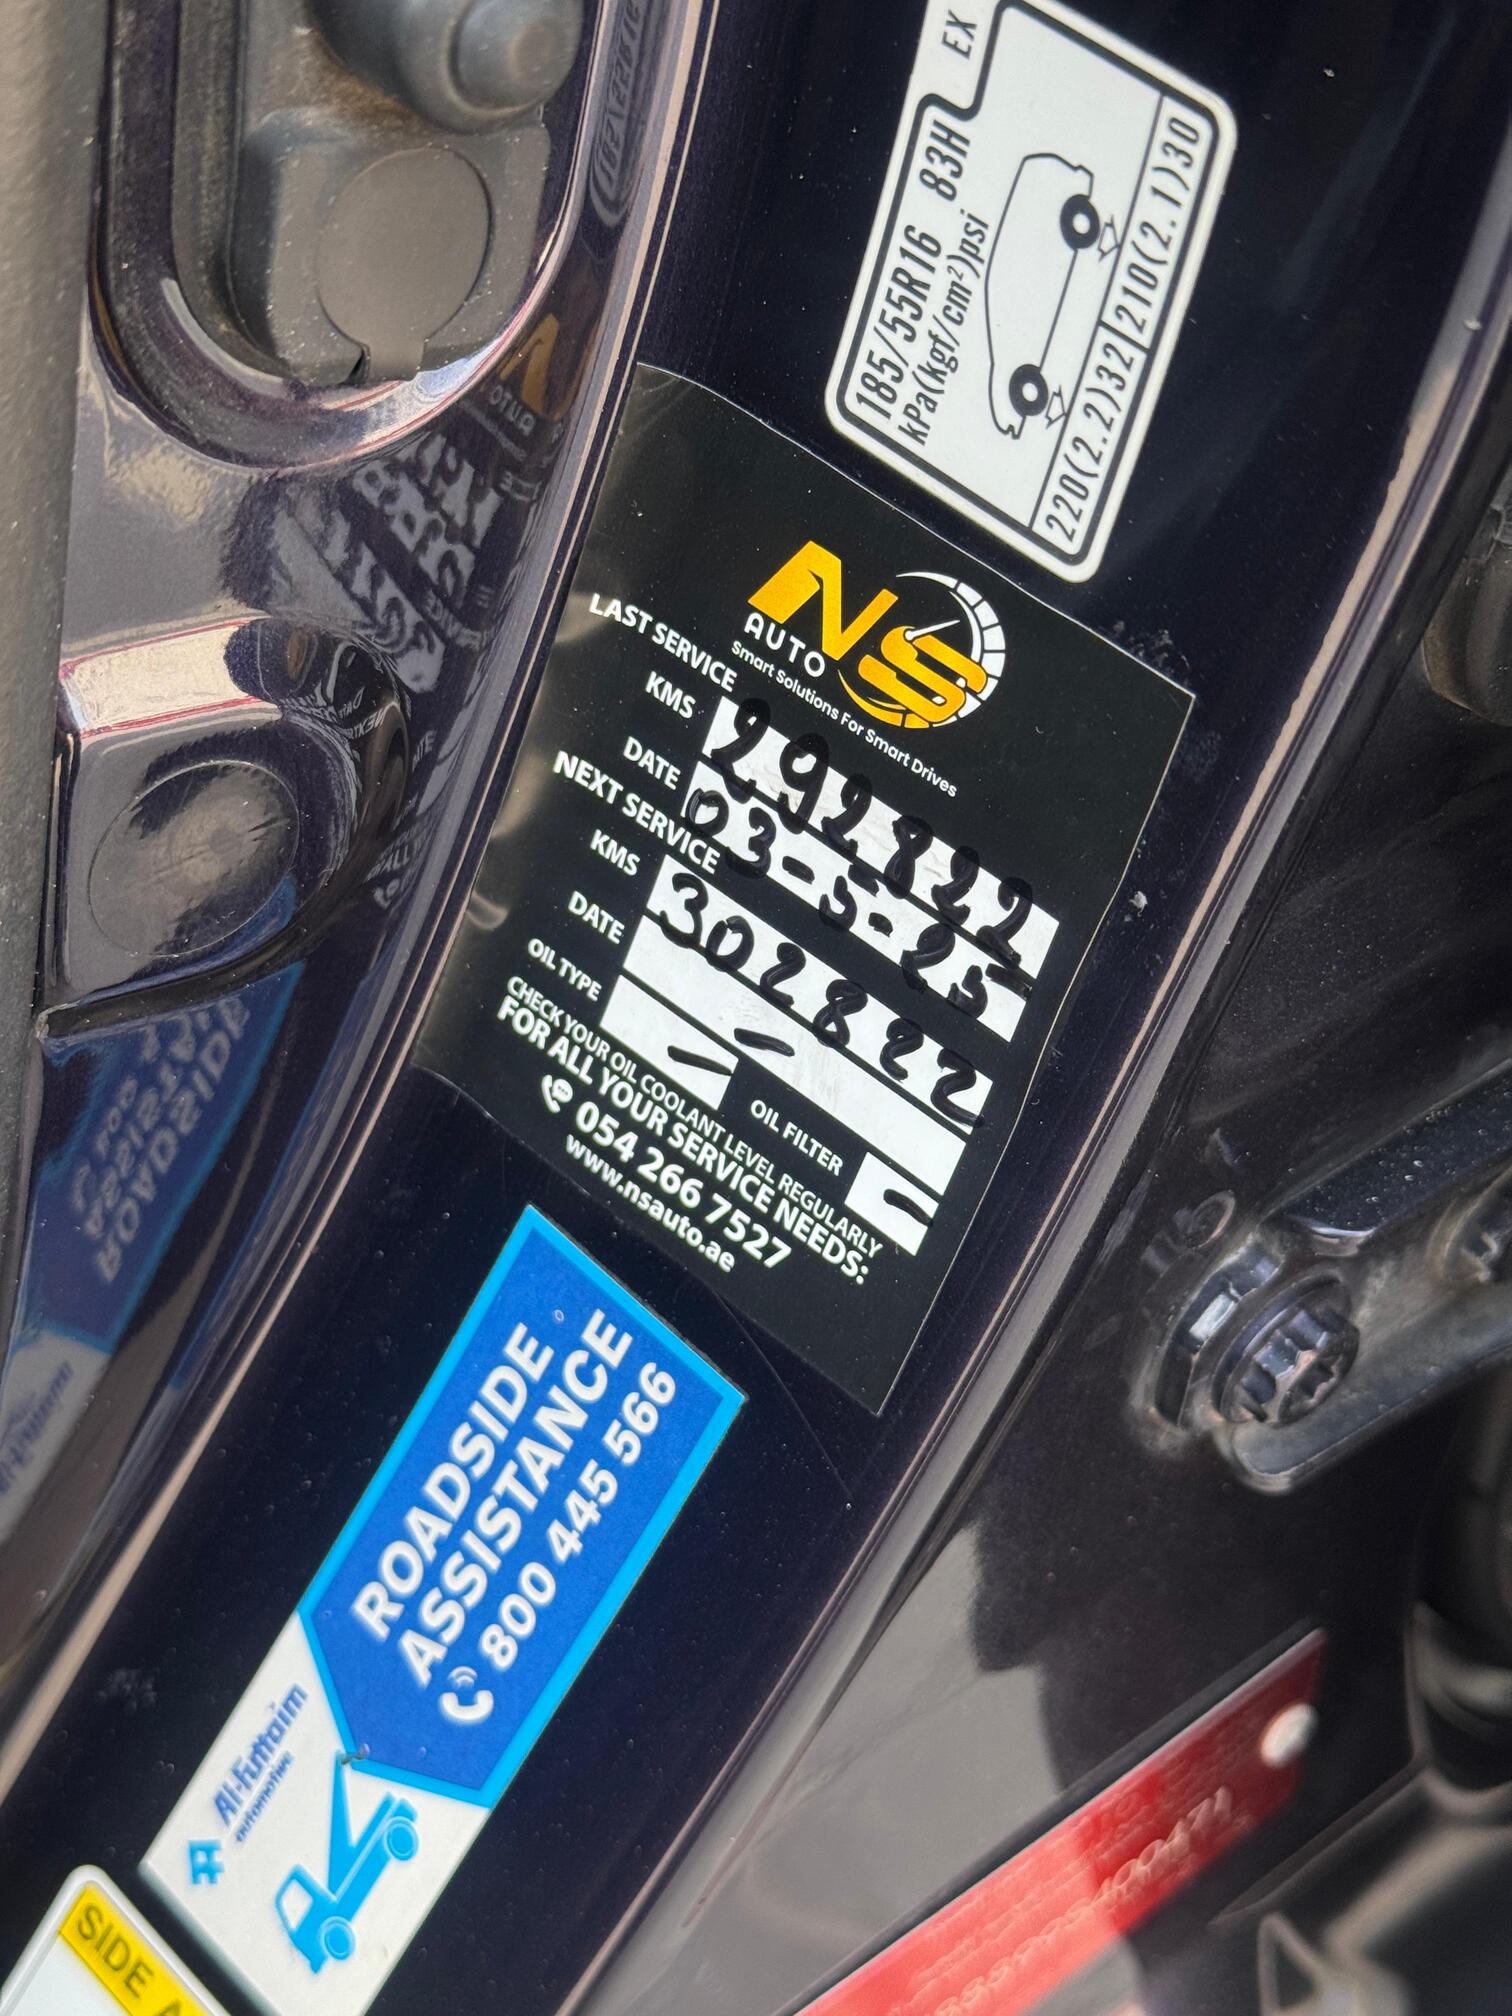 EX
185/55R16 83H
kPa(kgf/cm²)psi
220(2.2)32 210(2.1)30
NS
AUTO
Smart Solutions For Smart Drives
LAST SERVICE
KMS 292822
DATE 03-5-25
NEXT SERVICE
KMS 302822
DATE –
OIL TYPE – OIL FILTER –
CHECK YOUR OIL COOLANT LEVEL REGULARLY
FOR ALL YOUR SERVICE NEEDS:
054 266 7527
www.nsauto.ae
ROADSIDE
ASSISTANCE
800 445 566
Al-Futtaim
automotive
SIDE